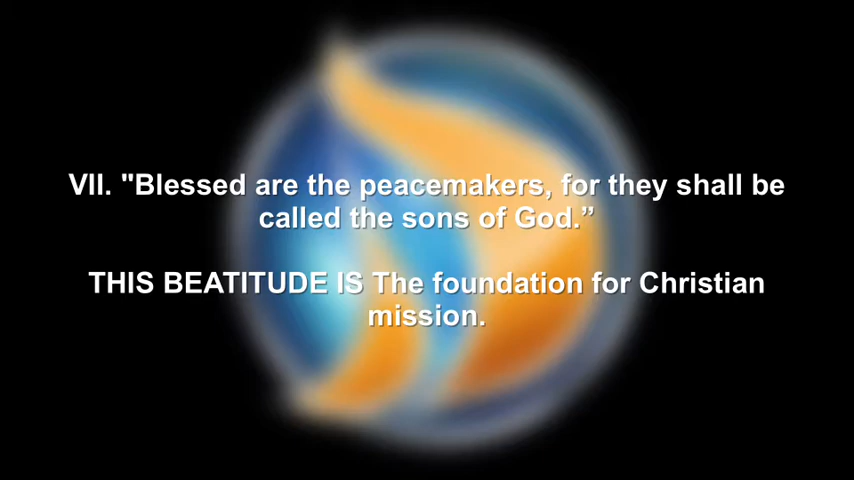 VII. "Blessed are the peacemakers, for they shall be
called the sons of God.”
THIS BEATITUDE IS The foundation for Christian
mission.